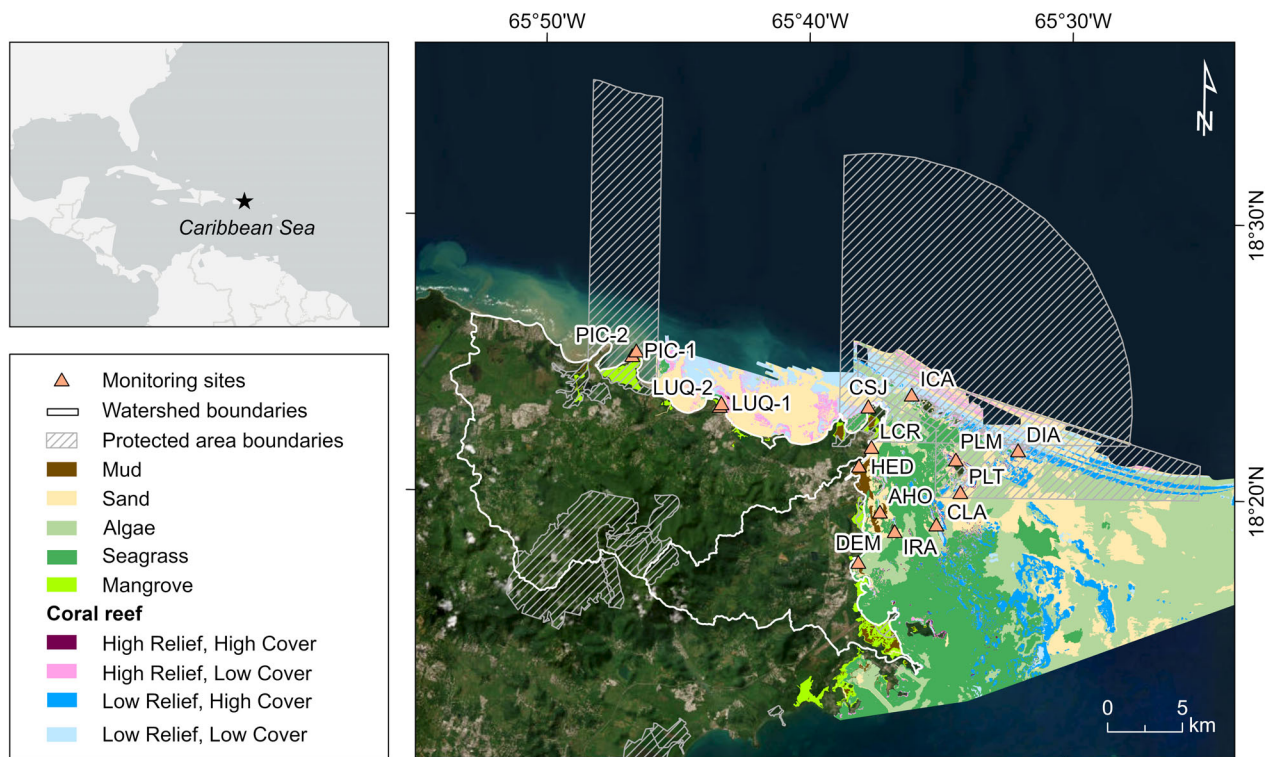 65°50'W
65°40'W
65°30'W
Caribbean Sea
N
18°30'N
18°20'N
PIC-2
PIC-1
LUQ-2
LUQ-1
CSJ
ICA
LCR
PLM
DIA
HED
PLT
AHO
CLA
DEM
IRA
0 5
km
Monitoring sites
Watershed boundaries
Protected area boundaries
Mud
Sand
Algae
Seagrass
Mangrove
Coral reef
High Relief, High Cover
High Relief, Low Cover
Low Relief, High Cover
Low Relief, Low Cover